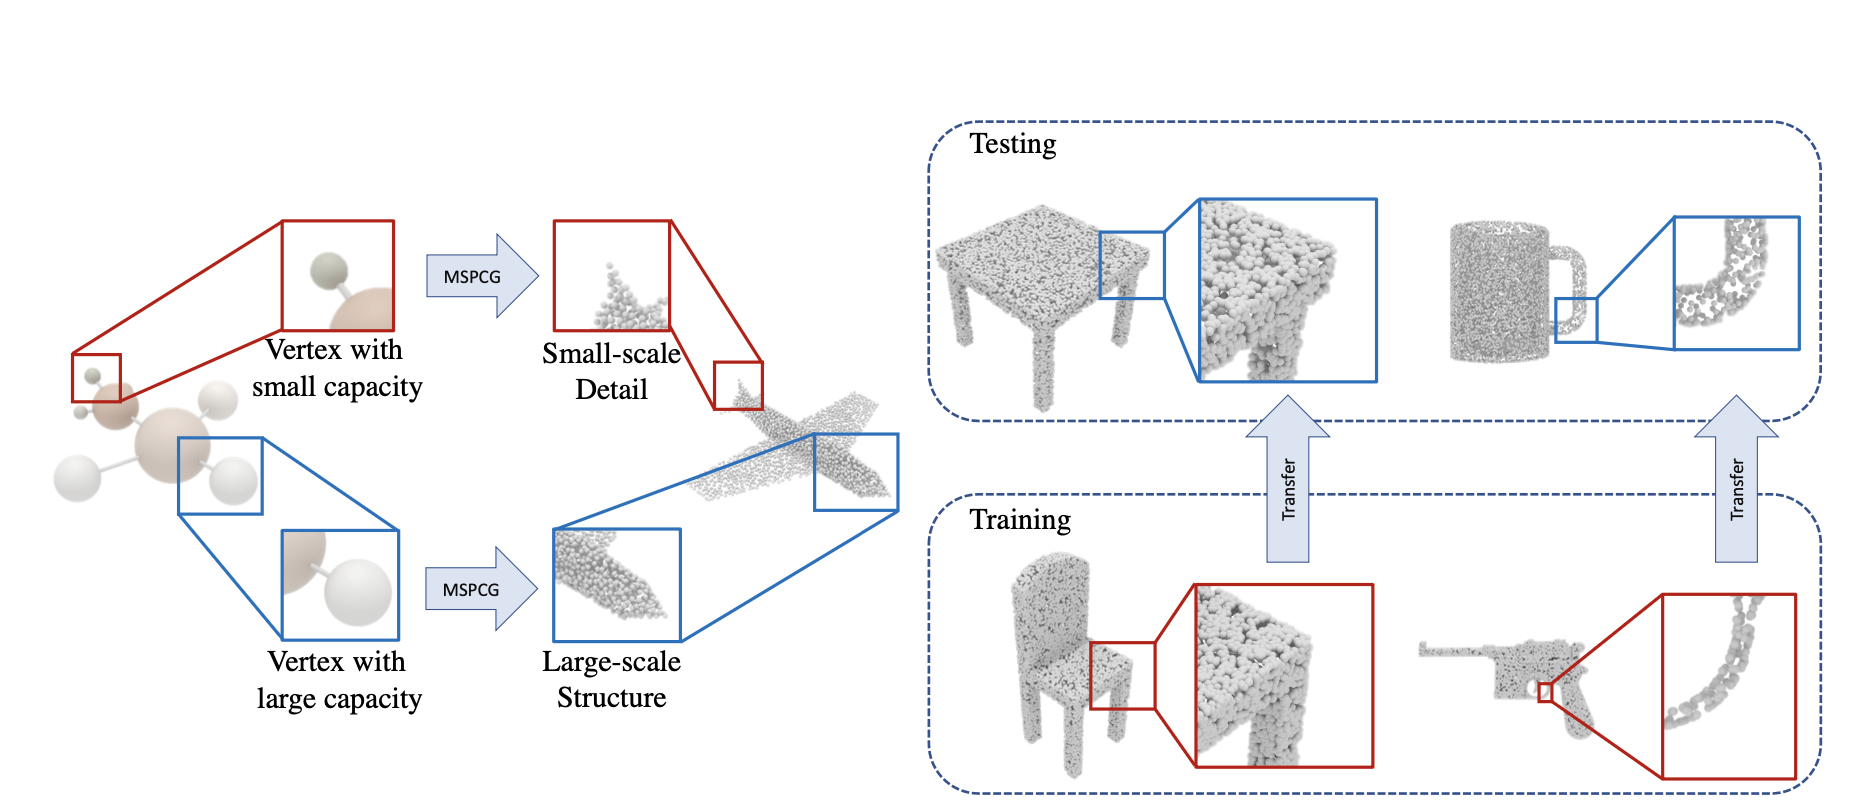 MSPCG
Vertex with
small capacity
Small-scale
Detail
MSPCG
Vertex with
large capacity
Large-scale
Structure
Testing
Transfer
Transfer
Training